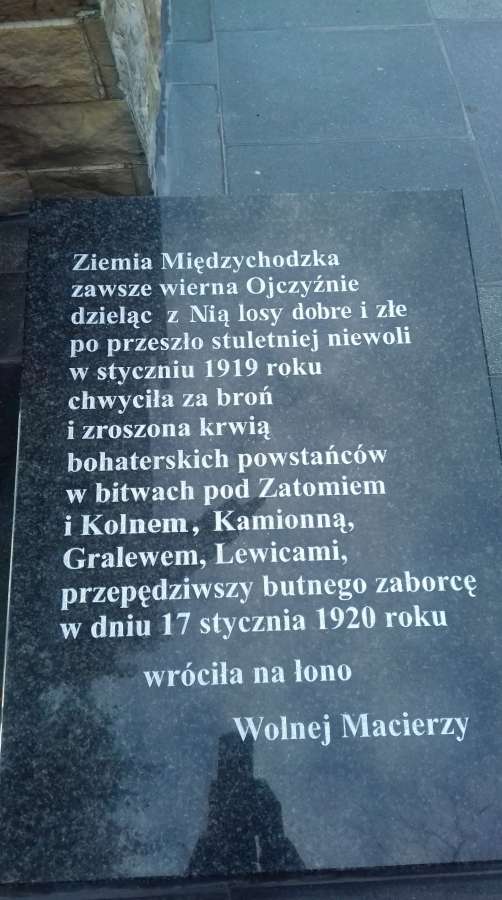 Ziemia Międzychodzka
zawsze wierna Ojczyźnie
dzieląc z Nią losy dobre i złe
po przeszło stuletniej niewoli
w styczniu 1919 roku
chwyciła za broń
i zroszona krwią
bohaterskich powstańców
w bitwach pod Zatomiem
i Kolnem, Kamionną,
Gralewem, Lewicami,
przepędziwszy butnego zaborcę
w dniu 17 stycznia 1920 roku
wróciła na łono
Wolnej Macierzy